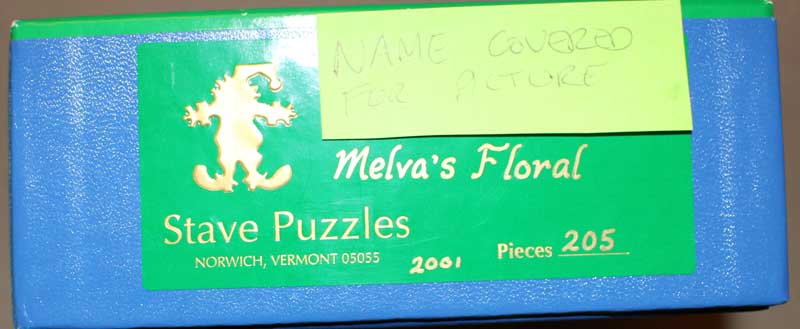 NAME COVERED
FOR PICTURE
Melva's Floral
Stave Puzzles
NORWICH, VERMONT 05055
2001
Pieces 205